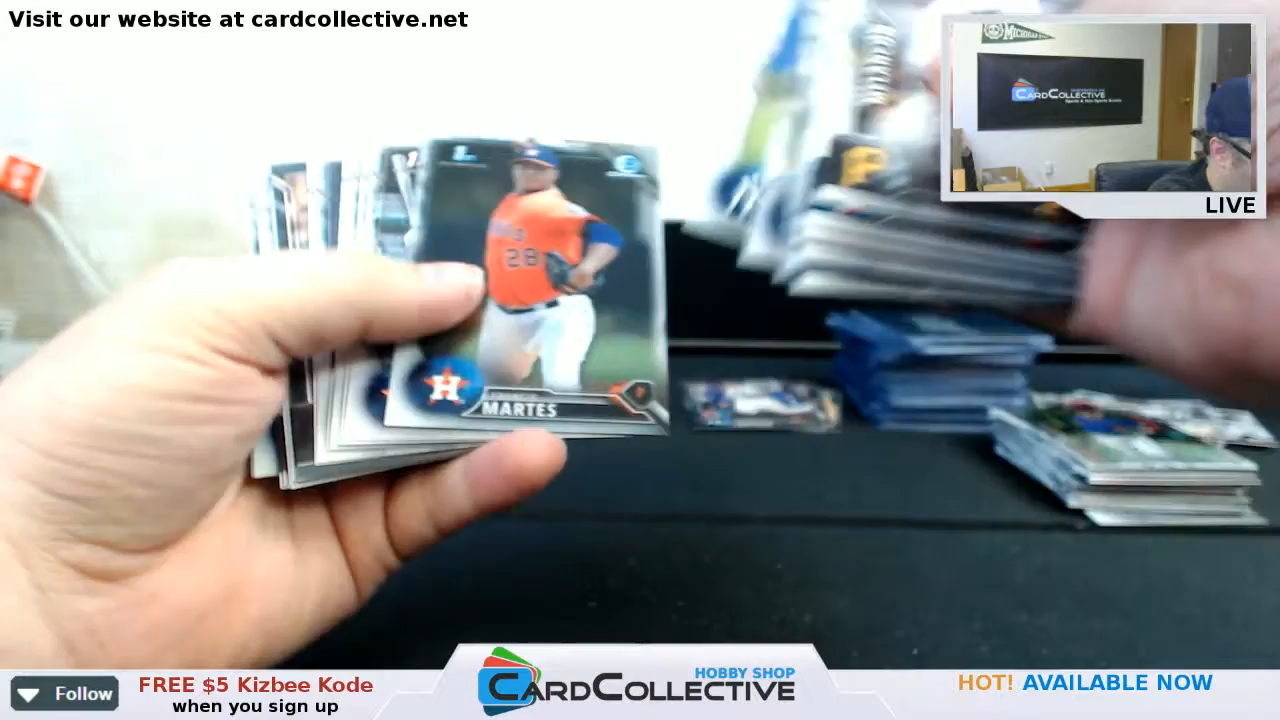 Visit our website at cardcollective.net
MICHIGAN
CARDCOLLECTIVE
LIVE
28
H
MARTES
P
Follow
FREE $5 Kizbee Kode
when you sign up
HOBBY SHOP
CARDCOLLECTIVE
HOT! AVAILABLE NOW